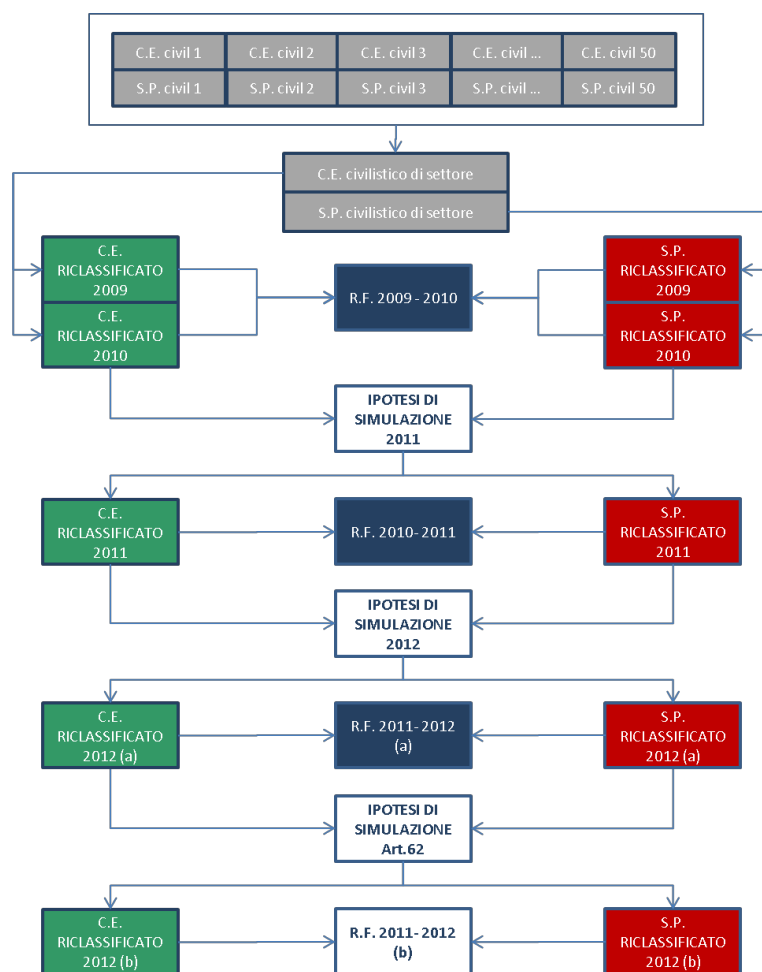 C.E. civil 1 C.E. civil 2 C.E. civil 3 C.E. civil ... C.E. civil 50
S.P. civil 1 S.P. civil 2 S.P. civil 3 S.P. civil ... S.P. civil 50
C.E. civilistico di settore
S.P. civilistico di settore
C.E.
RICLASSIFICATO
2009
C.E.
RICLASSIFICATO
2010
R.F. 2009 - 2010
S.P.
RICLASSIFICATO
2009
S.P.
RICLASSIFICATO
2010
IPOTESI DI
SIMULAZIONE
2011
C.E.
RICLASSIFICATO
2011
R.F. 2010- 2011
S.P.
RICLASSIFICATO
2011
IPOTESI DI
SIMULAZIONE
2012
C.E.
RICLASSIFICATO
2012 (a)
R.F. 2011- 2012
(a)
S.P.
RICLASSIFICATO
2012 (a)
IPOTESI DI
SIMULAZIONE
Art.62
C.E.
RICLASSIFICATO
2012 (b)
R.F. 2011- 2012
(b)
S.P.
RICLASSIFICATO
2012 (b)